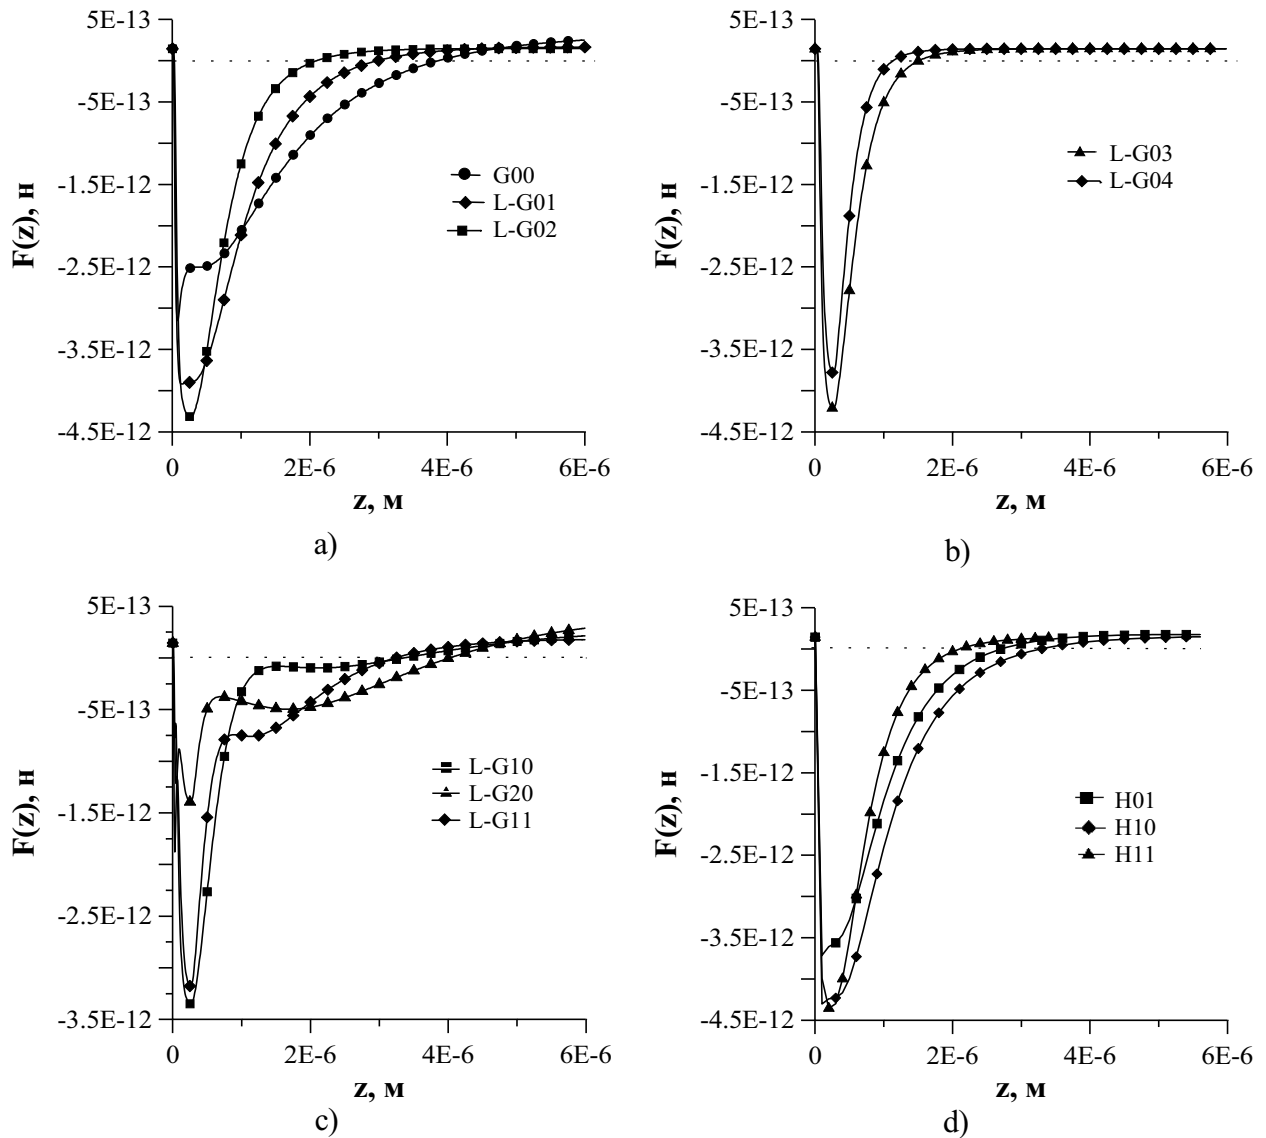 5E-13
-5E-13
-1.5E-12
-2.5E-12
-3.5E-12
-4.5E-12
F(z), н
G00
L-G01
L-G02
0 2E-6 4E-6 6E-6
z, м
a)
5E-13
-5E-13
-1.5E-12
-2.5E-12
-3.5E-12
-4.5E-12
F(z), н
L-G03
L-G04
0 2E-6 4E-6 6E-6
z, м
b)
5E-13
-5E-13
-1.5E-12
-2.5E-12
-3.5E-12
F(z), н
L-G10
L-G20
L-G11
0 2E-6 4E-6 6E-6
z, м
c)
5E-13
-5E-13
-1.5E-12
-2.5E-12
-3.5E-12
-4.5E-12
F(z), н
H01
H10
H11
0 2E-6 4E-6 6E-6
z, м
d)